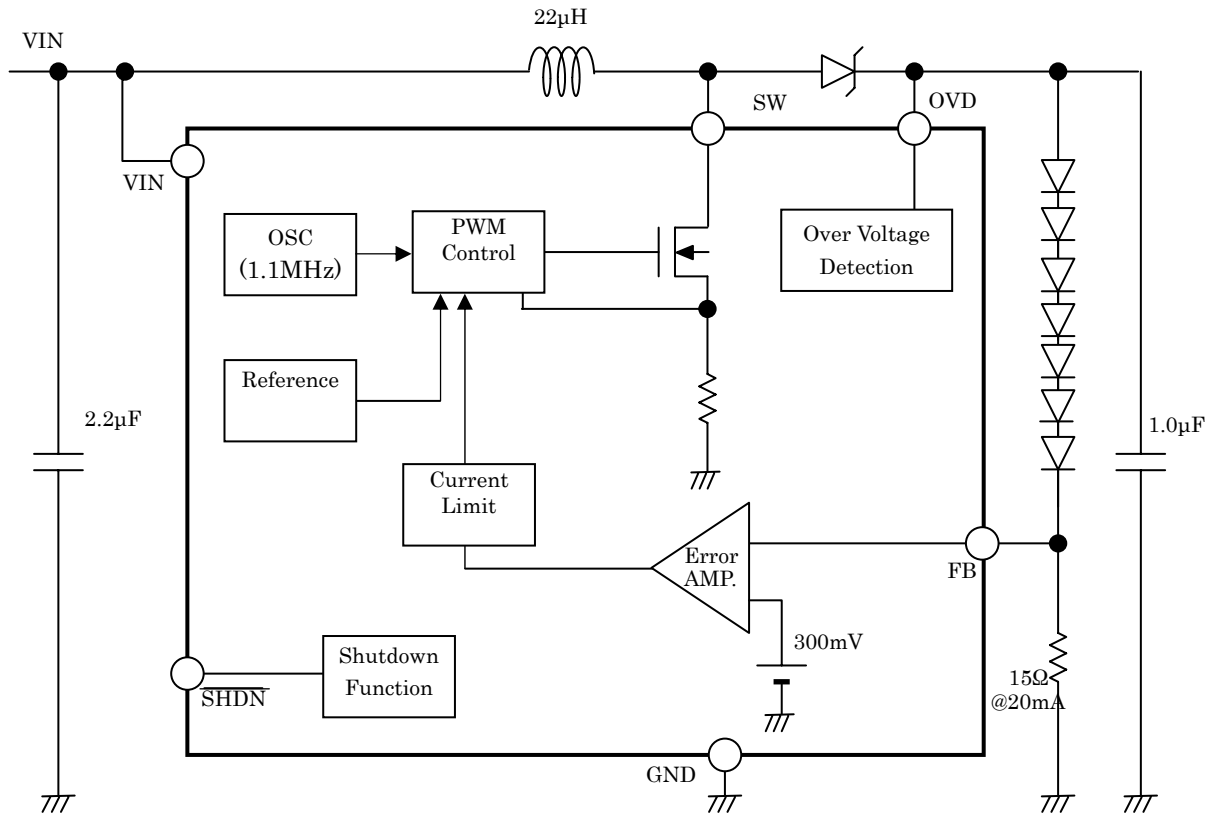 22µH
VIN
SW
OVD
VIN
OSC
(1.1MHz)
PWM
Control
Over Voltage
Detection
Reference
2.2µF
1.0µF
Current
Limit
Error
AMP.
FB
300mV
Shutdown
Function
SHDN
15Ω
@20mA
GND